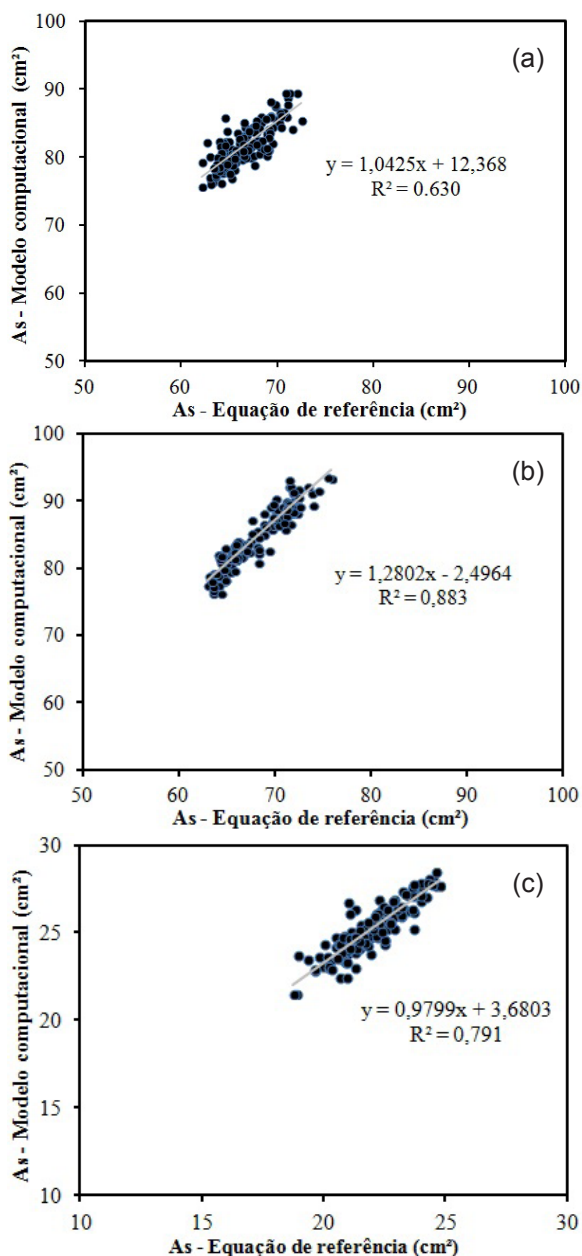 100
(a)
90
80
y = 1,0425x + 12,368
R² = 0.630
70
60
50
50 60 70 80 90 100
As - Modelo computacional (cm²)
As - Equação de referência (cm²)
100
(b)
90
80
y = 1,2802x - 2,4964
R² = 0,883
70
60
50
50 60 70 80 90 100
As - Modelo computacional (cm²)
As - Equação de referência (cm²)
30
(c)
25
20
y = 0,9799x + 3,6803
R² = 0,791
15
10
10 15 20 25 30
As - Modelo computacional (cm²)
As - Equação de referência (cm²)